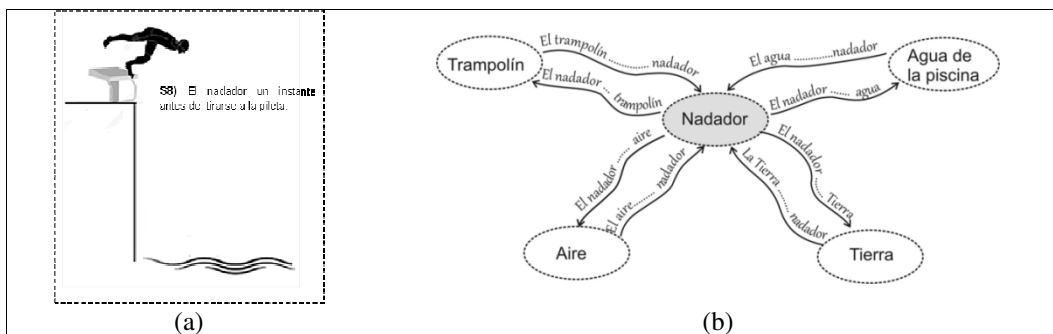 S8) El nadador un instante
antes de tirarse a la pileta.
(a)
El trampolín ......... nadador
Trampolín
El nadador ...... trampolín
El agua ............nadador
Agua de
la piscina
El nadador ...... agua
Nadador
El nadador ...... aire
El aire....... nadador
Aire
El nadador ...... Tierra
La Tierra ........ nadador
Tierra
(b)